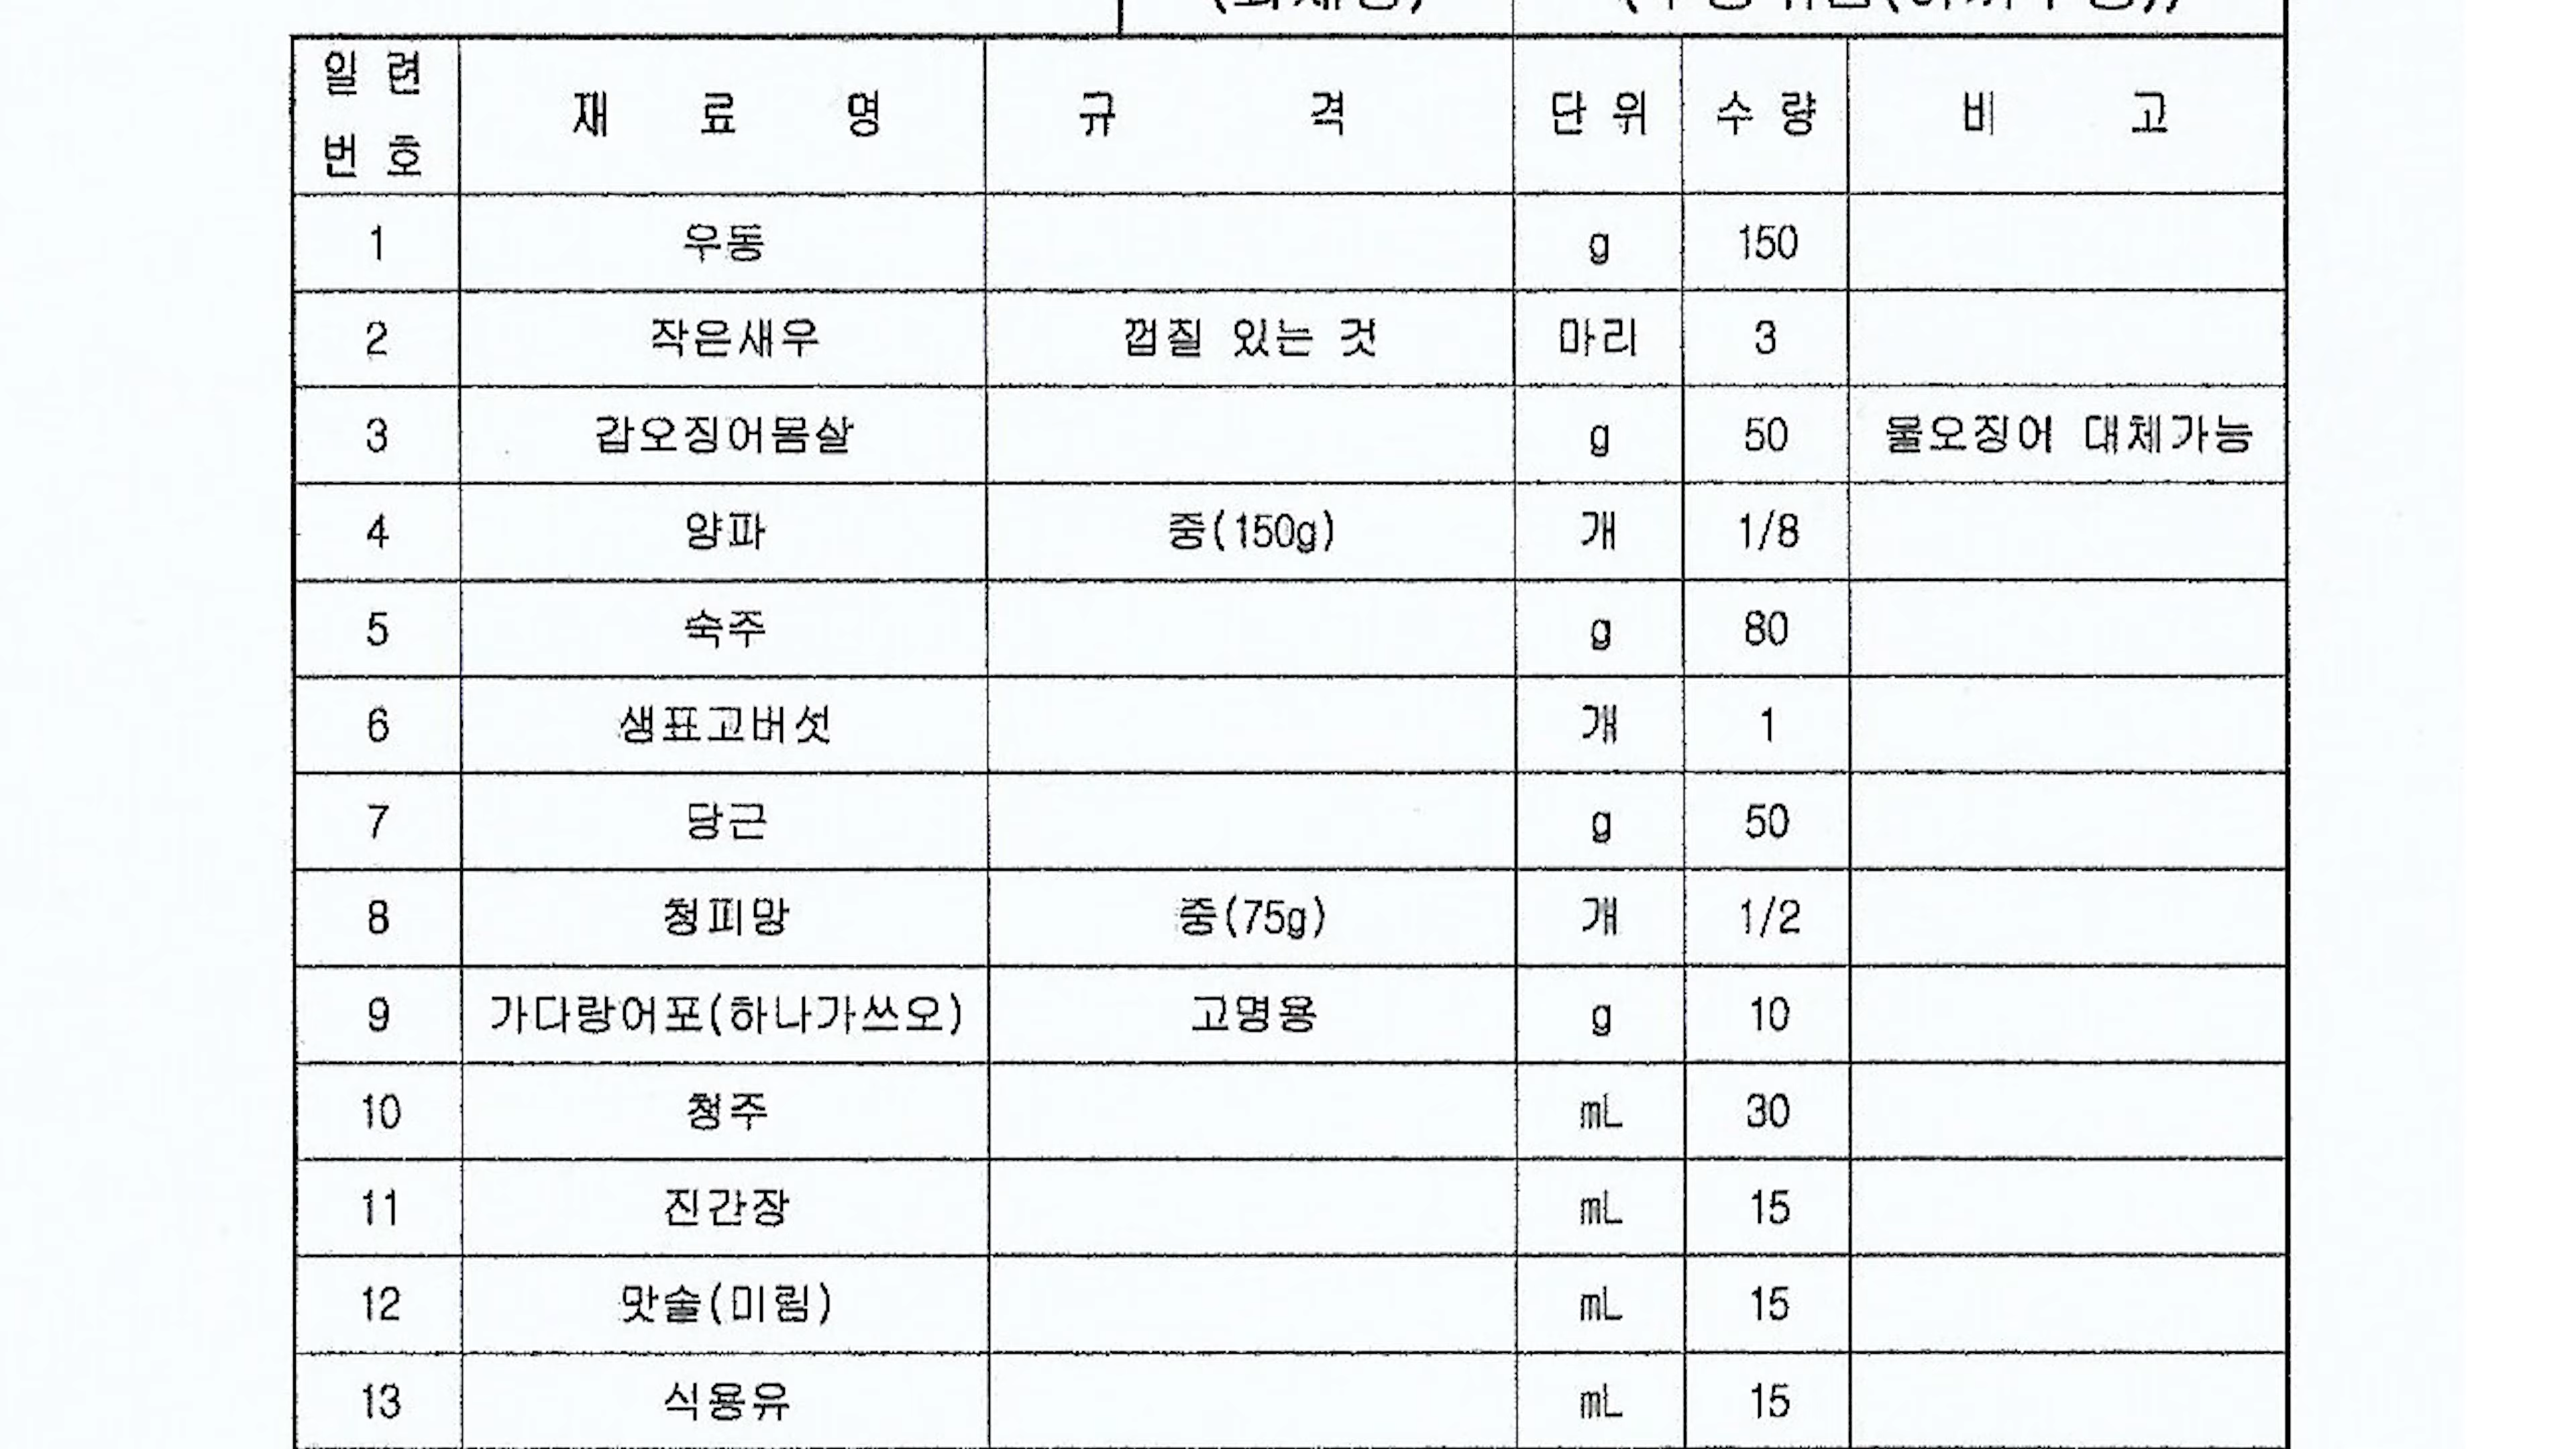 일 련 번 호 재 료 명 규 격 단 위 수 량 비 고
1 우동 g 150
2 작은새우 껍질 있는 것 마리 3
3 갑오징어몸살 g 50 물오징어 대체가능
4 양파 중(150g) 개 1/8
5 숙주 g 80
6 생표고버섯 개 1
7 당근 g 50
8 청피망 중(75g) 개 1/2
9 가다랑어포(하나가쓰오) 고명용 g 10
10 청주 mL 30
11 진간장 mL 15
12 맛술(미림) mL 15
13 식용유 mL 15